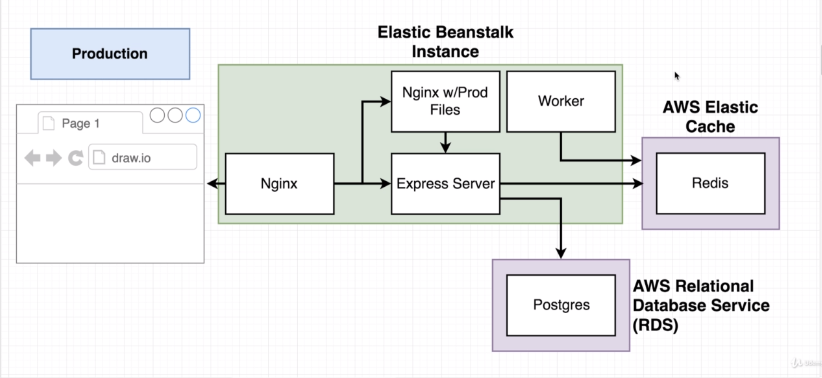 Production
Elastic Beanstalk
Instance
Page 1
draw.io
Nginx
Nginx w/Prod
Files
Worker
Express Server
AWS Elastic
Cache
Redis
Postgres
AWS Relational
Database Service
(RDS)